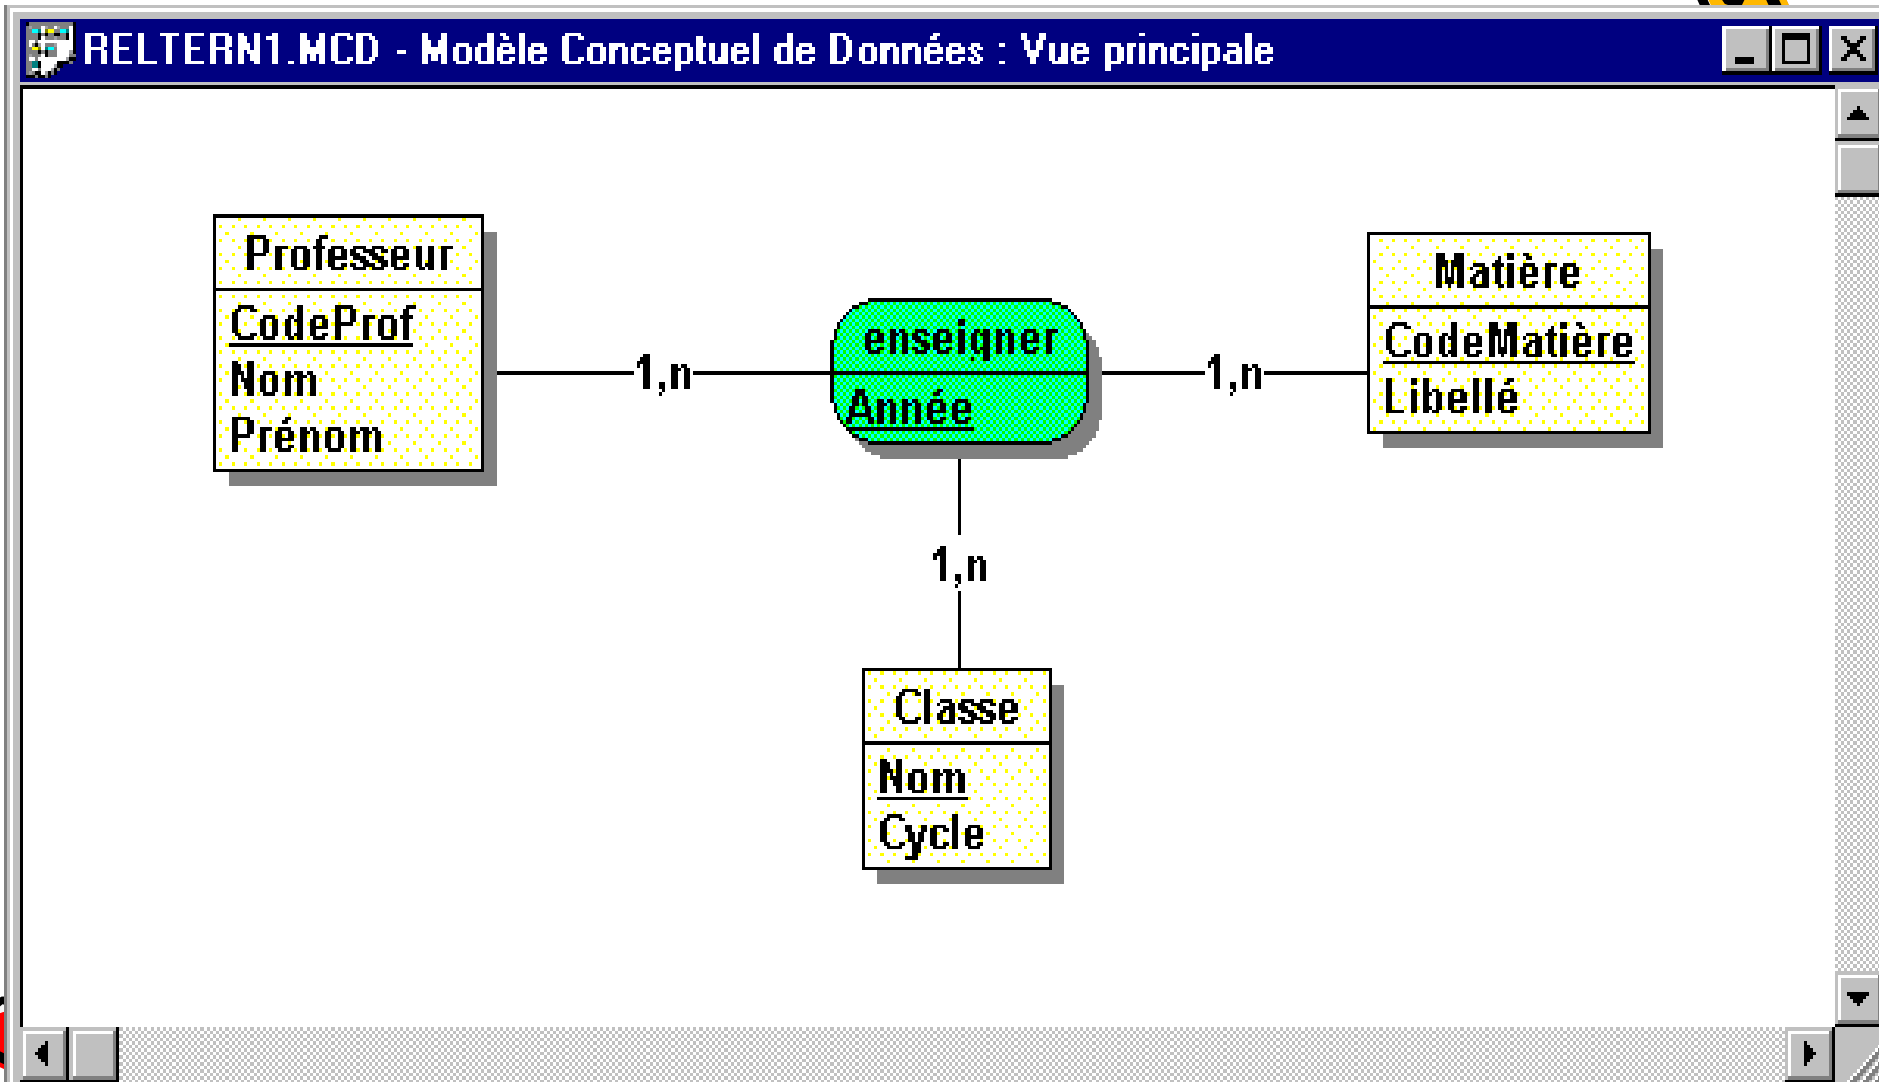 RELTERN1.MCD - Modèle Conceptuel de Données : Vue principale
Professeur
CodeProf
Nom
Prénom
1,n
enseigner
Année
1,n
Matière
CodeMatière
Libellé
1,n
Classe
Nom
Cycle